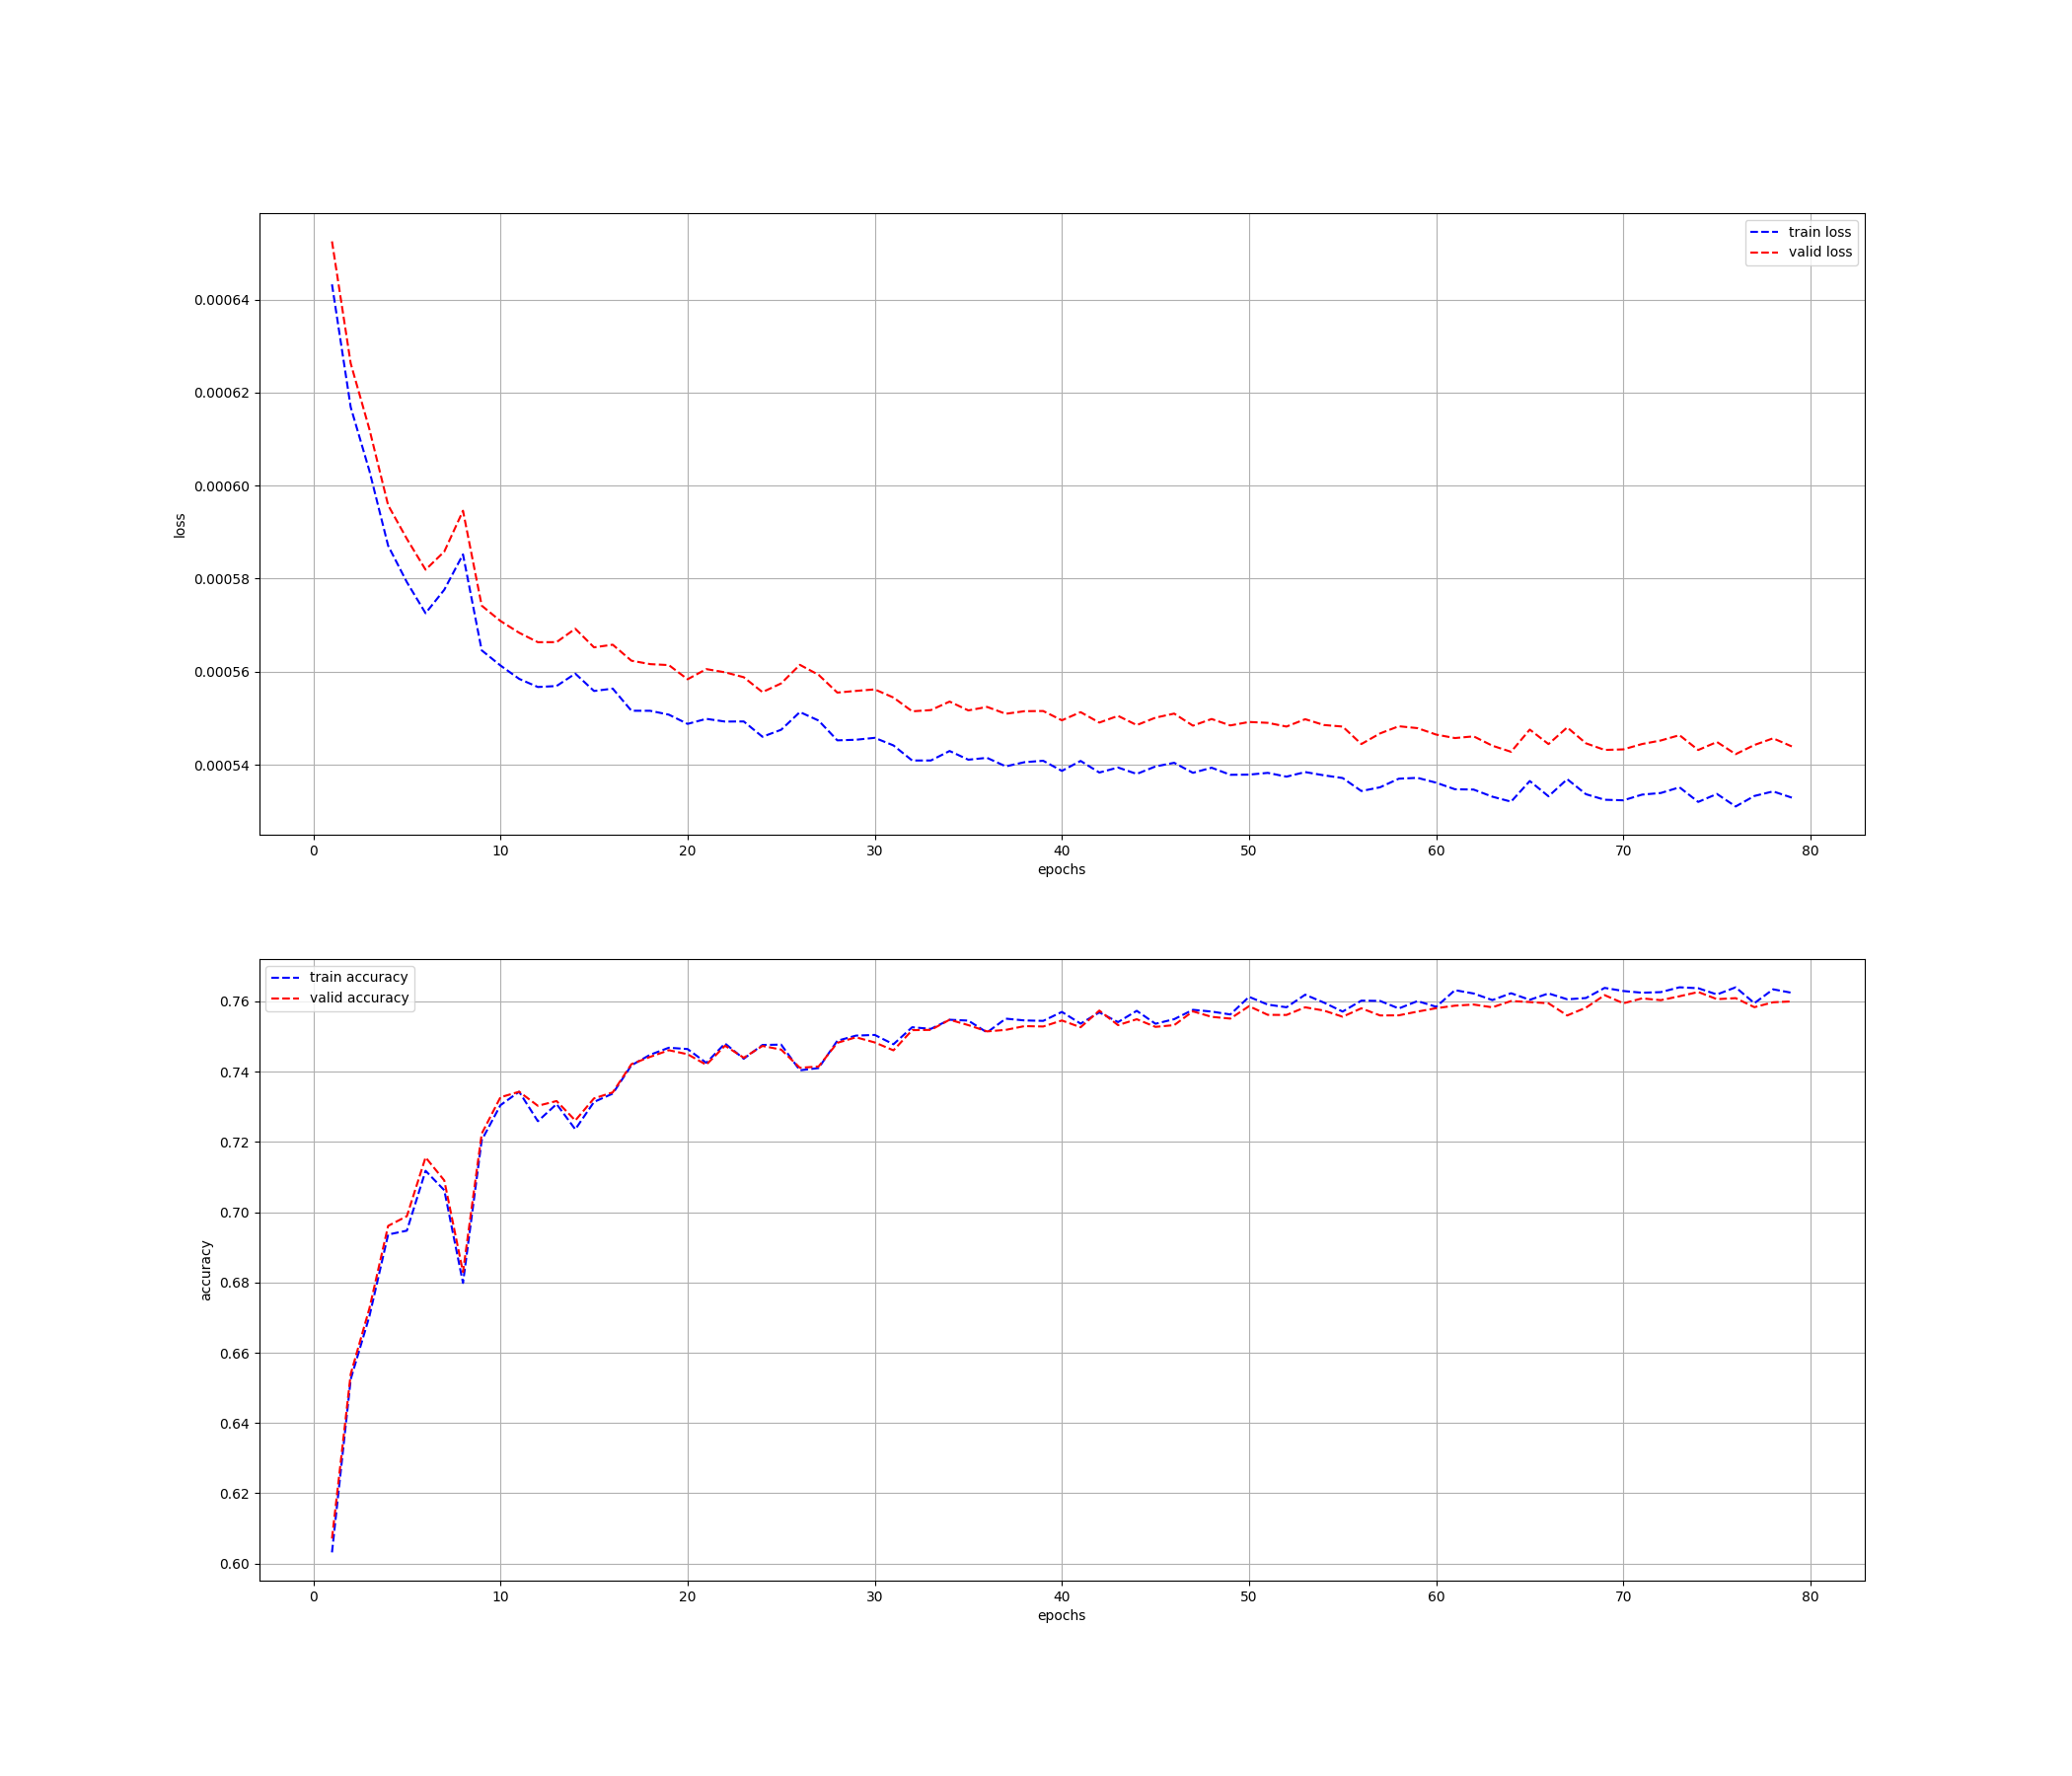 train loss
valid loss
0.00064
0.00062
0.00060
0.00058
0.00056
0.00054
loss
0 10 20 30 40 50 60 70 80
epochs
train accuracy
valid accuracy
0.76
0.74
0.72
0.70
0.68
0.66
0.64
0.62
0.60
accuracy
0 10 20 30 40 50 60 70 80
epochs